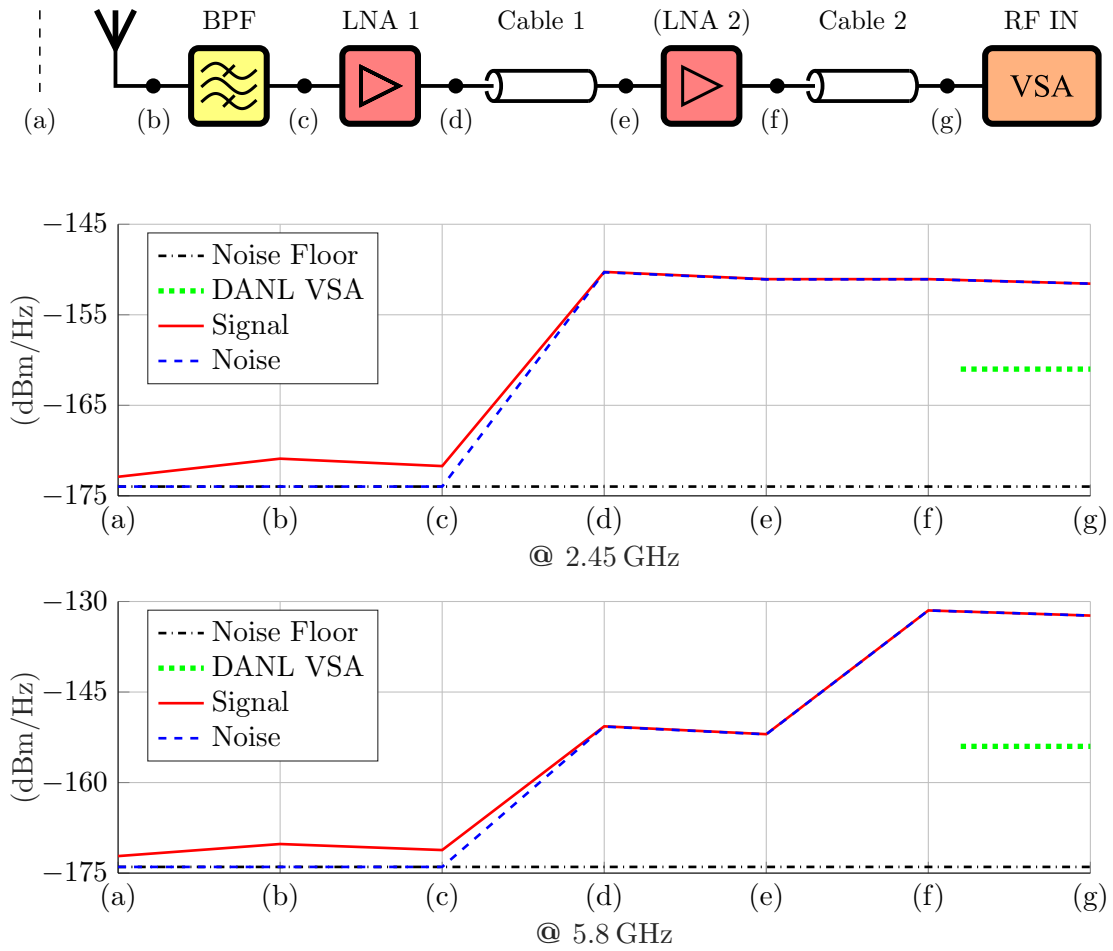 BPF LNA 1 Cable 1 (LNA 2) Cable 2 RF IN
VSA
(a) (b) (c) (d) (e) (f) (g)
−145
−155
−165
−175
(dBm/Hz)
Noise Floor
DANL VSA
Signal
Noise
(a) (b) (c) (d) (e) (f) (g)
@ 2.45 GHz
−130
−145
−160
−175
(dBm/Hz)
Noise Floor
DANL VSA
Signal
Noise
(a) (b) (c) (d) (e) (f) (g)
@ 5.8 GHz